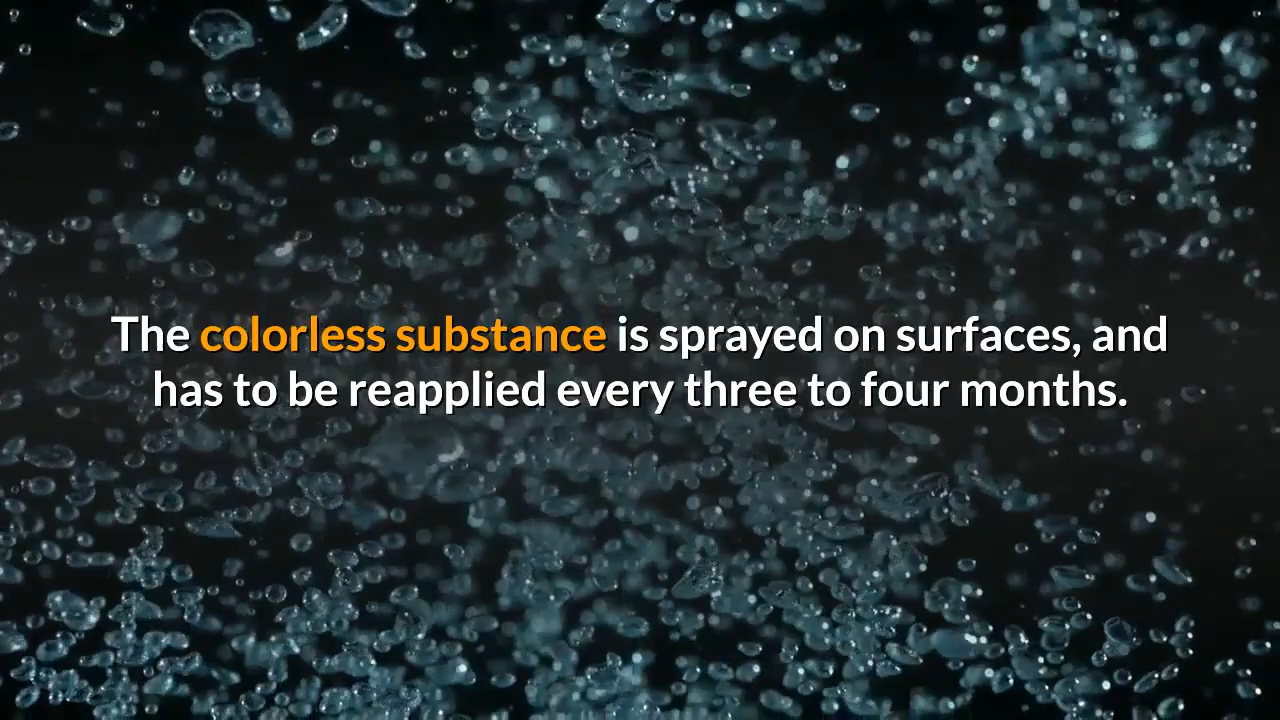 The colorless substance is sprayed on surfaces, and
has to be reapplied every three to four months.